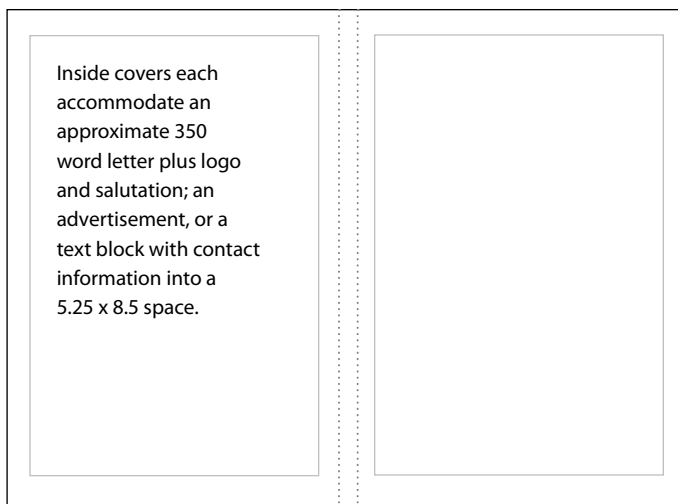 Inside covers each
accommodate an
approximate 350
word letter plus logo
and salutation; an
advertisement, or a
text block with contact
information into a
5.25 x 8.5 space.